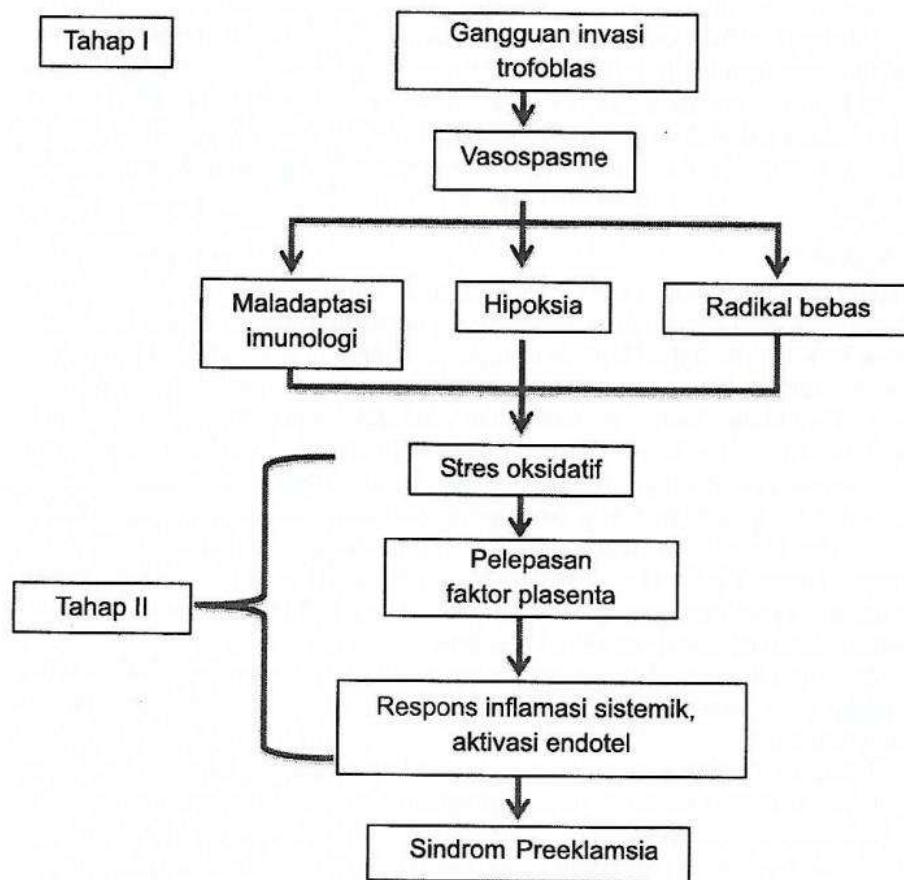 Tahap I
Gangguan invasi
trofoblas
Vasospasme
Maladaptasi
imunologi
Hipoksia
Radikal bebas
Stres oksidatif
Pelepasan
faktor plasenta
Tahap II
Respons inflamasi sistemik,
aktivasi endotel
Sindrom Preeklamsia